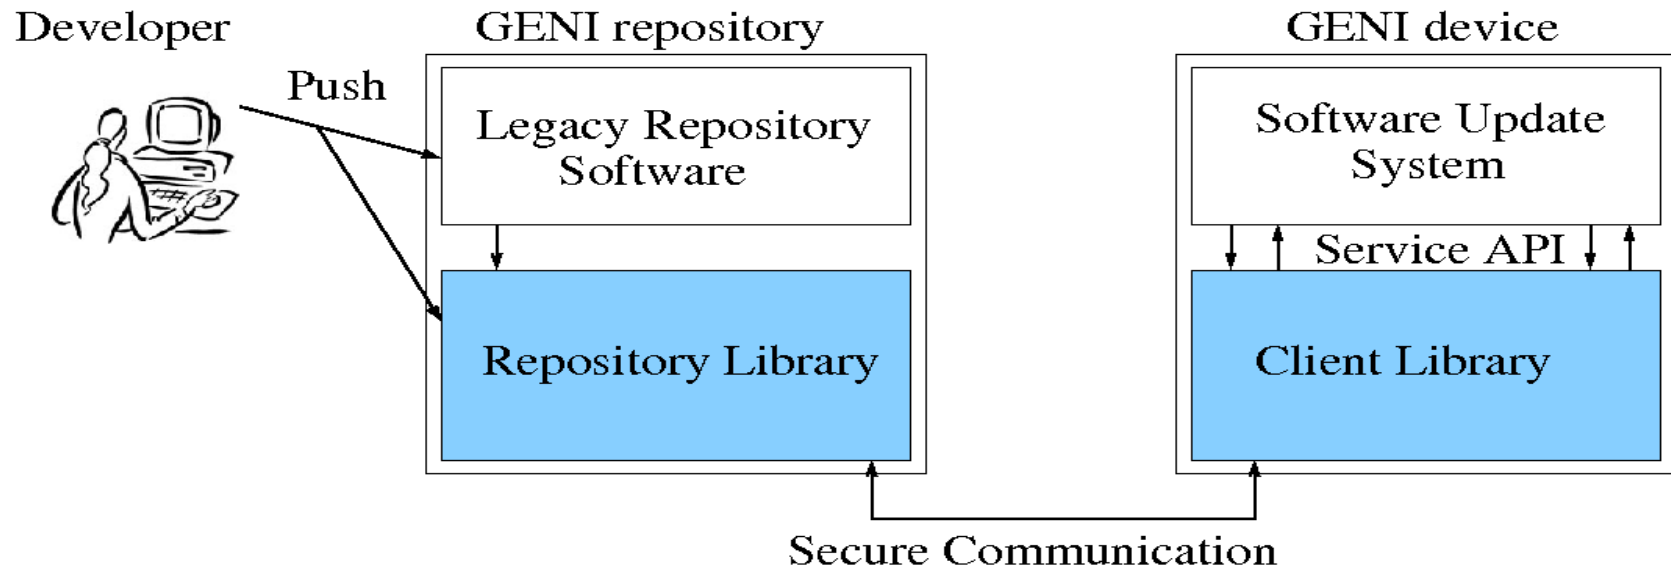 Developer
GENI repository
GENI device
Push
Legacy Repository
Software
Software Update
System
Service API
Repository Library
Client Library
Secure Communication